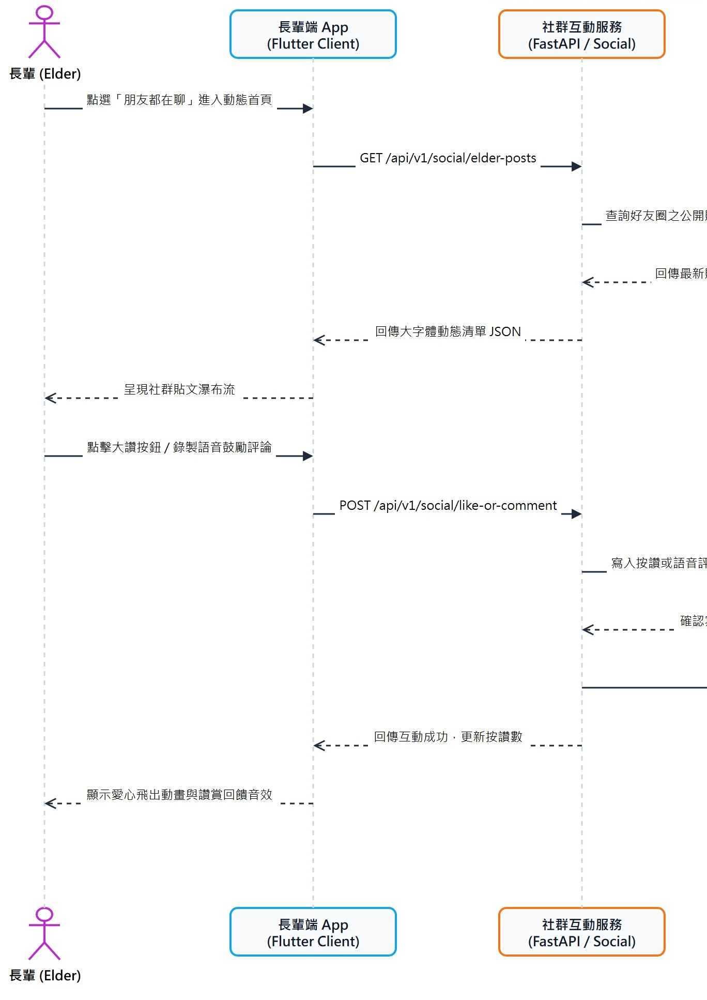 長輩 (Elder)
長輩端 App
(Flutter Client)
社群互動服務
(FastAPI / Social)
點選「朋友都在聊」進入動態首頁
GET /api/v1/social/elder-posts
查詢好友圈之公開
回傳最新
回傳大字體動態清單 JSON
呈現社群貼文瀑布流
點擊大讚按鈕 / 錄製語音鼓勵評論
POST /api/v1/social/like-or-comment
寫入按讚或語音評
確認
回傳互動成功，更新按讚數
顯示愛心飛出動畫與讚賞回饋音效
長輩 (Elder)
長輩端 App
(Flutter Client)
社群互動服務
(FastAPI / Social)